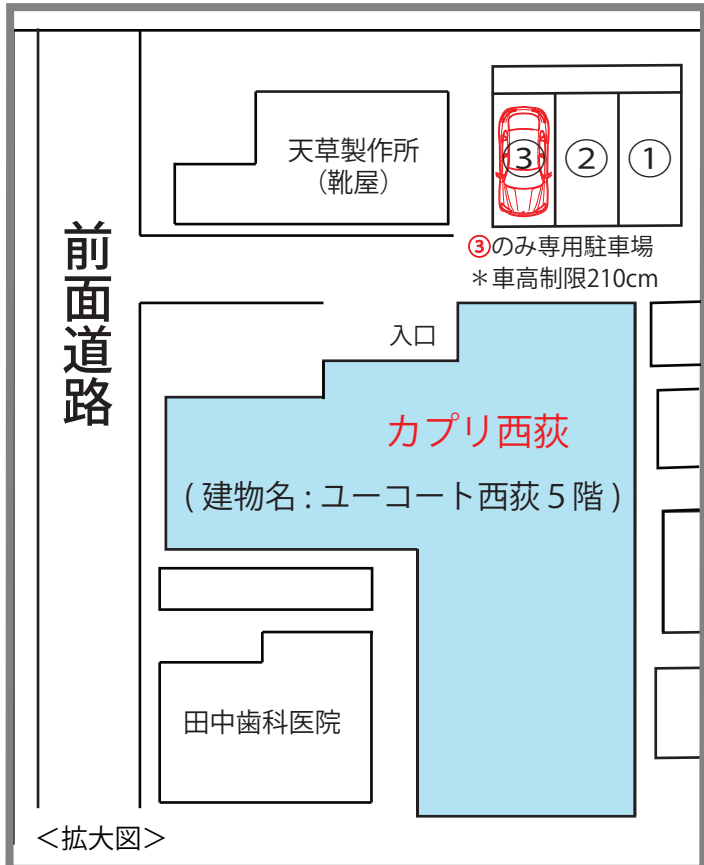 天草製作所
（靴屋）
③ ② ①
③のみ専用駐車場
＊車高制限210cm
前面道路
入口
カプリ西荻
( 建物名 : ユーコート西荻５階 )
田中歯科医院
＜拡大図＞